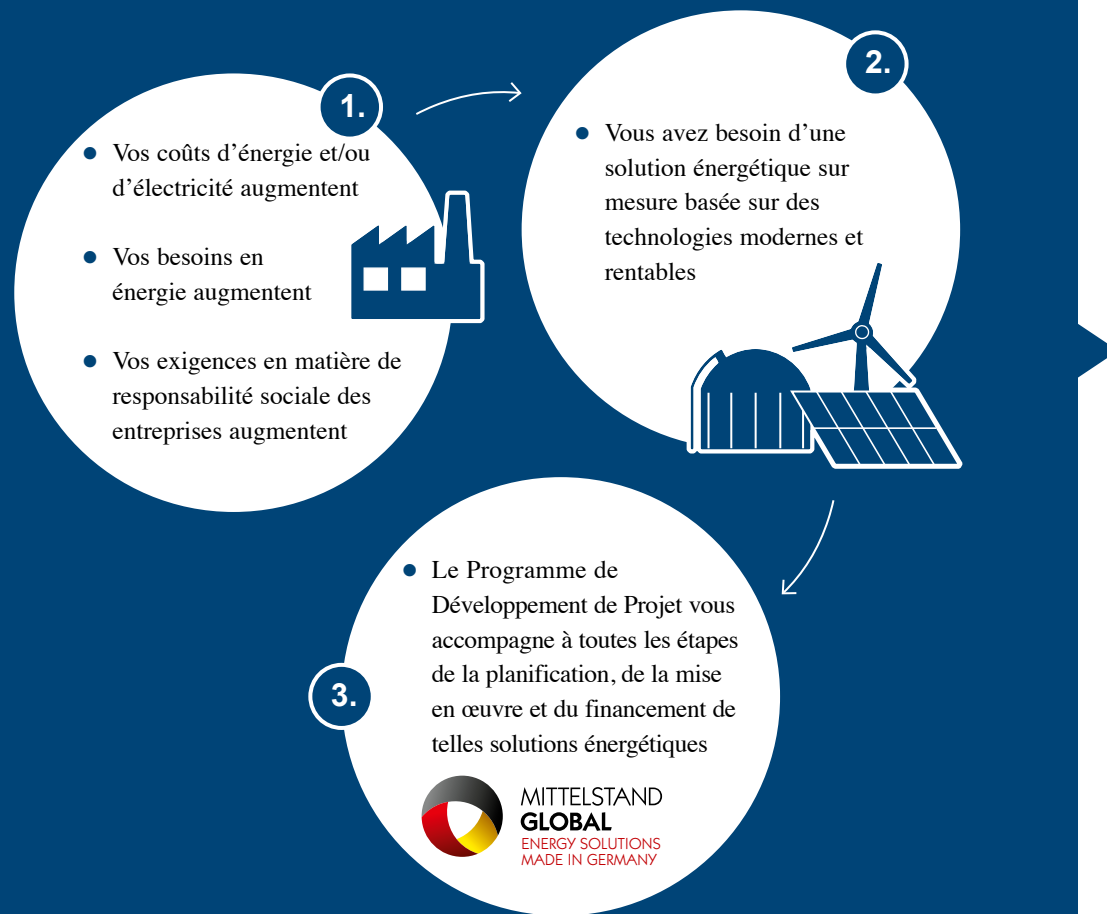 1.
• Vos coûts d’énergie et/ou
d’électricité augmentent
• Vos besoins en
énergie augmentent
• Vos exigences en matière de
responsabilité sociale des
entreprises augmentent
2.
• Vous avez besoin d’une
solution énergétique sur
mesure basée sur des
technologies modernes et
rentables
3.
• Le Programme de
Développement de Projet vous
accompagne à toutes les étapes
de la planification, de la mise
en œuvre et du financement de
telles solutions énergétiques
MITTELSTAND
GLOBAL
ENERGY SOLUTIONS
MADE IN GERMANY